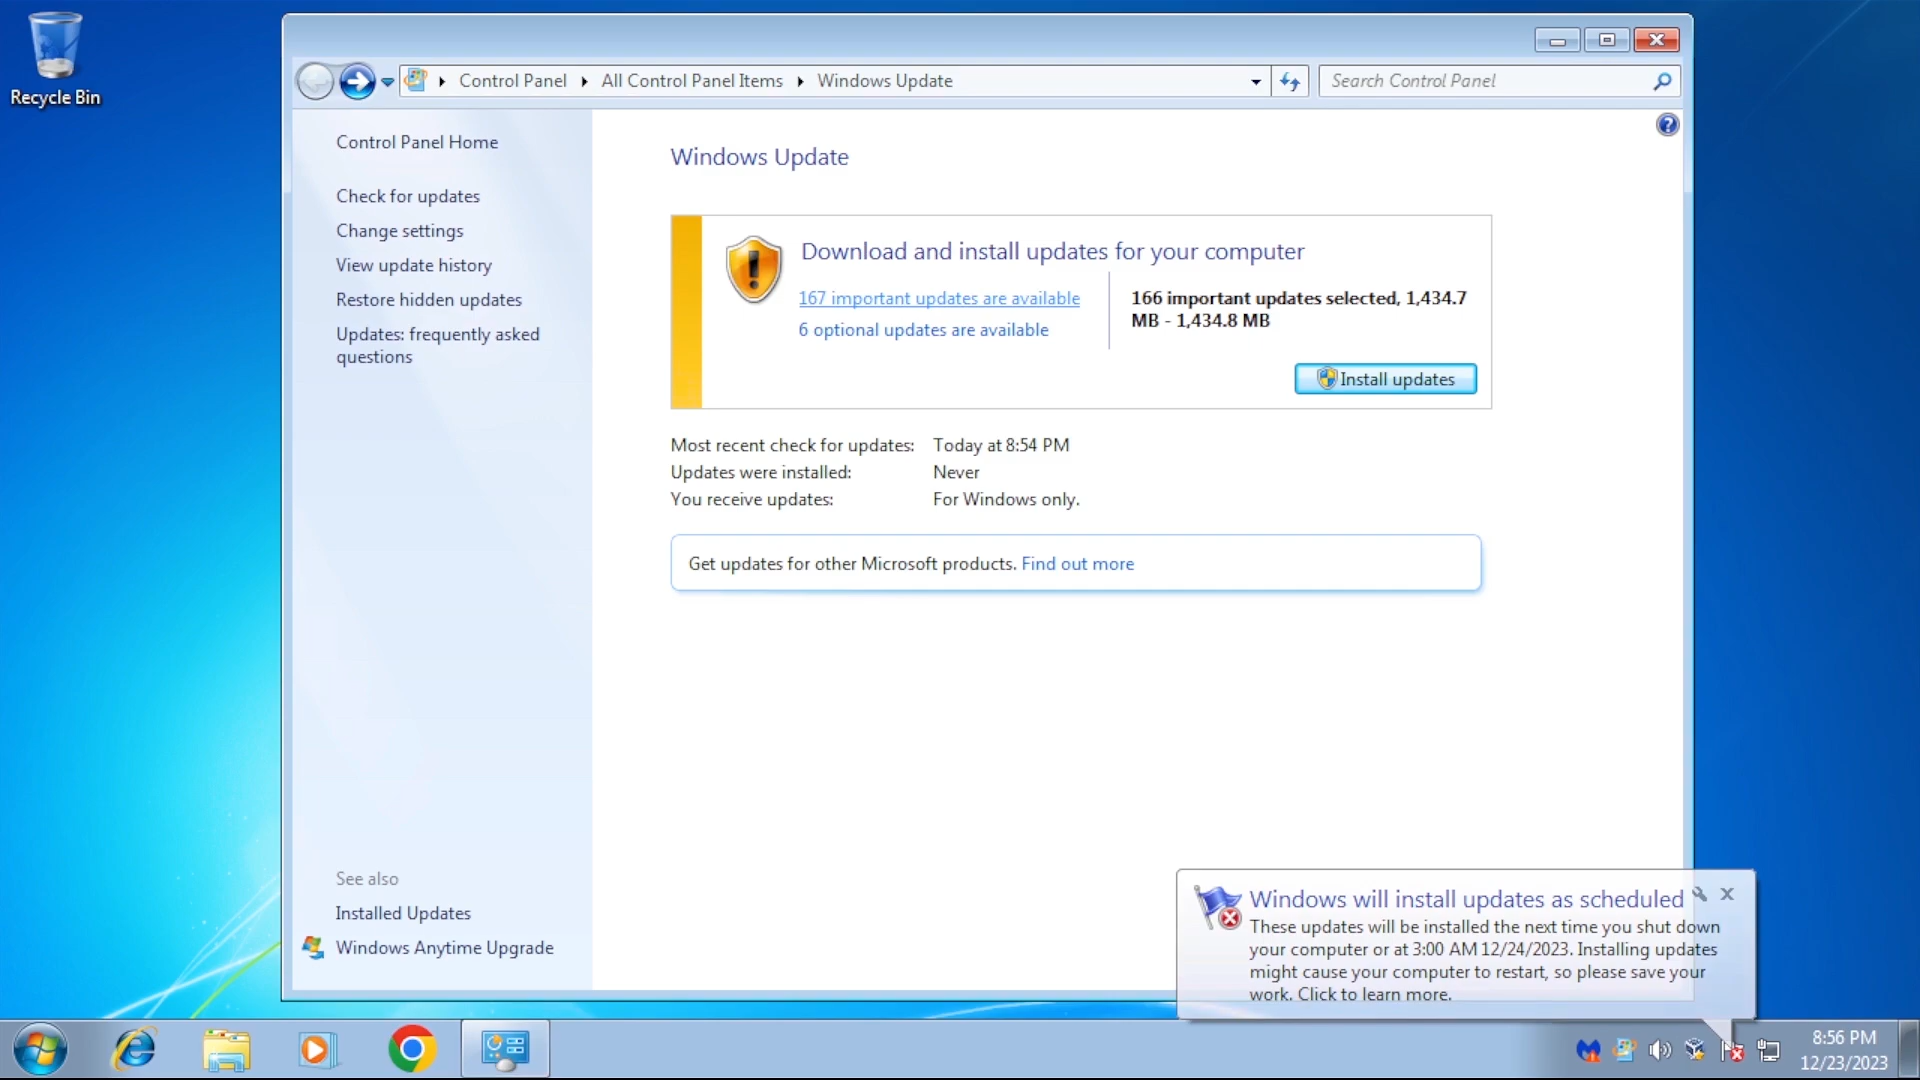 Recycle Bin
Control Panel
All Control Panel Items
Windows Update
Search Control Panel
Control Panel Home
Check for updates
Change settings
View update history
Restore hidden updates
Updates: frequently asked
questions
Windows Update
Download and install updates for your computer
167 important updates are available
6 optional updates are available
166 important updates selected, 1,434.7
MB - 1,434.8 MB
Install updates
Most recent check for updates: Today at 8:54 PM
Updates were installed: Never
You receive updates: For Windows only.
Get updates for other Microsoft products. Find out more
See also
Installed Updates
Windows Anytime Upgrade
Windows will install updates as scheduled
These updates will be installed the next time you shut down
your computer or at 3:00 AM 12/24/2023. Installing updates
might cause your computer to restart, so please save your
work. Click to learn more.
8:56 PM
12/23/2023